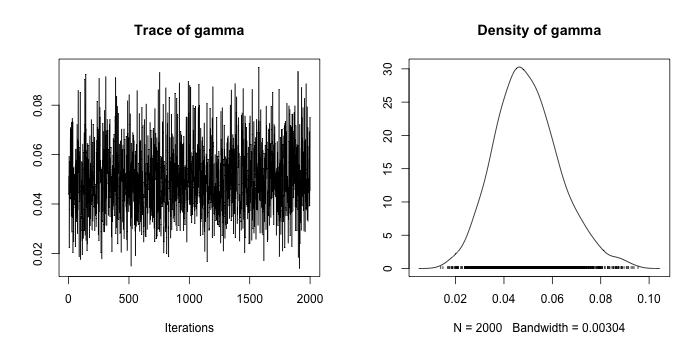 Trace of gamma
0.08
0.06
0.04
0.02
0 500 1000 1500 2000
Iterations
Density of gamma
30
25
20
15
10
5
0
0.02 0.04 0.06 0.08 0.10
N = 2000 Bandwidth = 0.00304